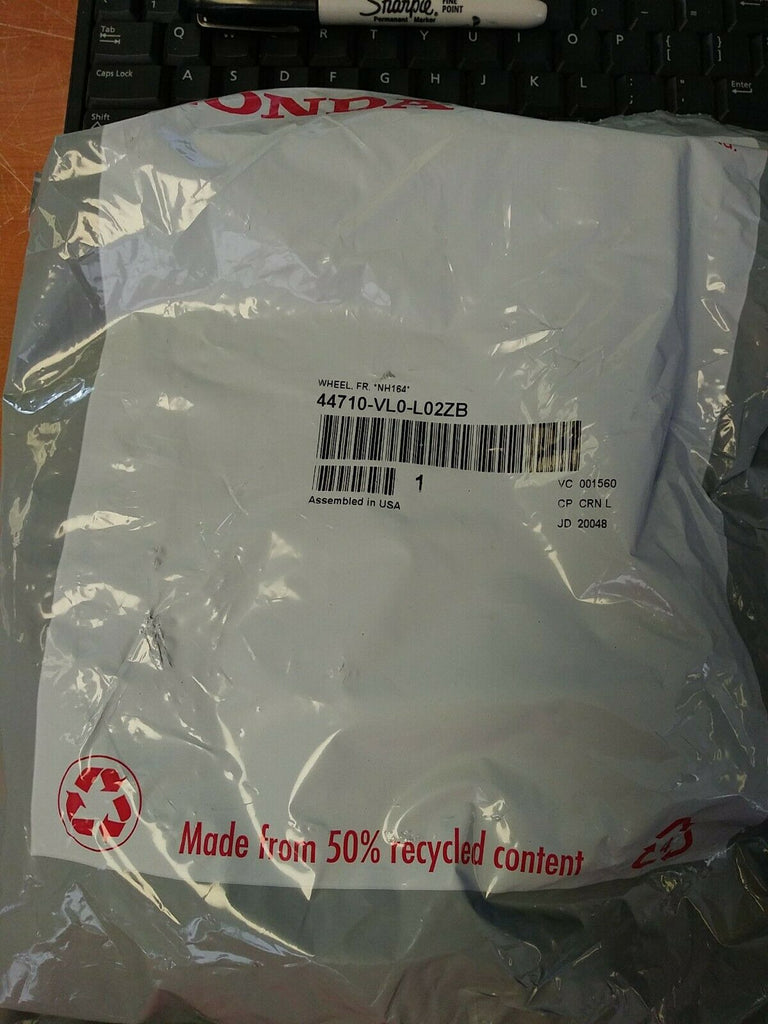 Sharpie FINE POINT
Permanent Marker
Tab Q W E R T Y U I O P { [ } ]
Caps Lock A S D F G H J K L : ; " ' Enter
Shift
HONDA
WHEEL, FR. *NH164*
44710-VL0-L02ZB
1
VC 001560
Assembled in USA
CP CRN L
JD 20048
Made from 50% recycled content